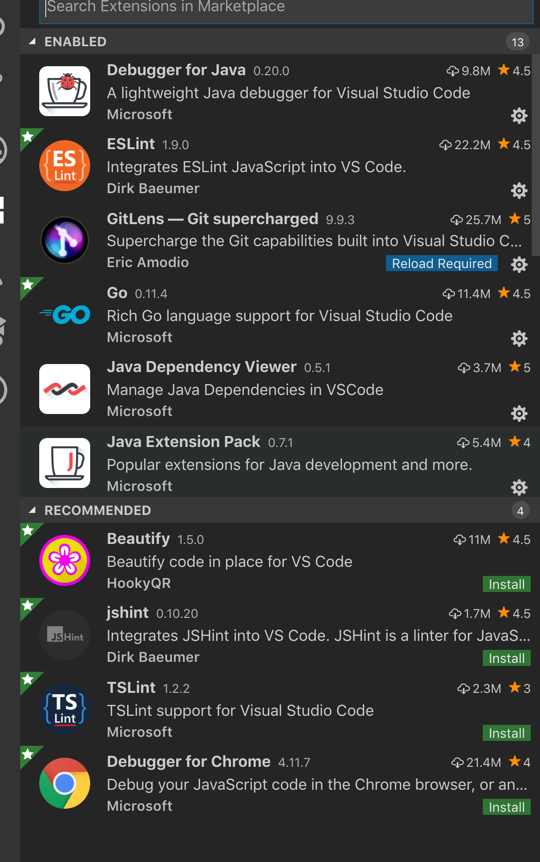 Search Extensions in Marketplace
ENABLED 13
Debugger for Java 0.20.0 9.8M 4.5
A lightweight Java debugger for Visual Studio Code
Microsoft
ES Lint
ESLint 1.9.0 22.2M 4.5
Integrates ESLint JavaScript into VS Code.
Dirk Baeumer
GitLens — Git supercharged 9.9.3 25.7M 5
Supercharge the Git capabilities built into Visual Studio C...
Eric Amodio Reload Required
GO
Go 0.11.4 11.4M 4.5
Rich Go language support for Visual Studio Code
Microsoft
Java Dependency Viewer 0.5.1 3.7M 5
Manage Java Dependencies in VSCode
Microsoft
J
Java Extension Pack 0.7.1 5.4M 4
Popular extensions for Java development and more.
Microsoft
RECOMMENDED 4
Beautify 1.5.0 11M 4.5
Beautify code in place for VS Code
HookyQR Install
JSHint
jshint 0.10.20 1.7M 4.5
Integrates JSHint into VS Code. JSHint is a linter for JavaS...
Dirk Baeumer Install
TS Lint
TSLint 1.2.2 2.3M 3
TSLint support for Visual Studio Code
Microsoft Install
Debugger for Chrome 4.11.7 21.4M 4
Debug your JavaScript code in the Chrome browser, or an...
Microsoft Install